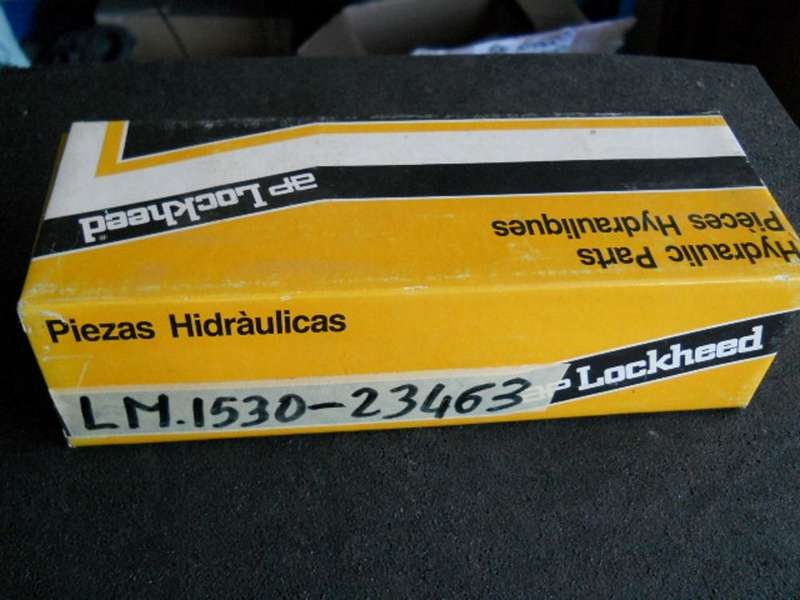 ap Lockheed
Hydraulic Parts
Pièces Hydrauliques
Piezas Hidràulicas
ap Lockheed
LM.1530-23463